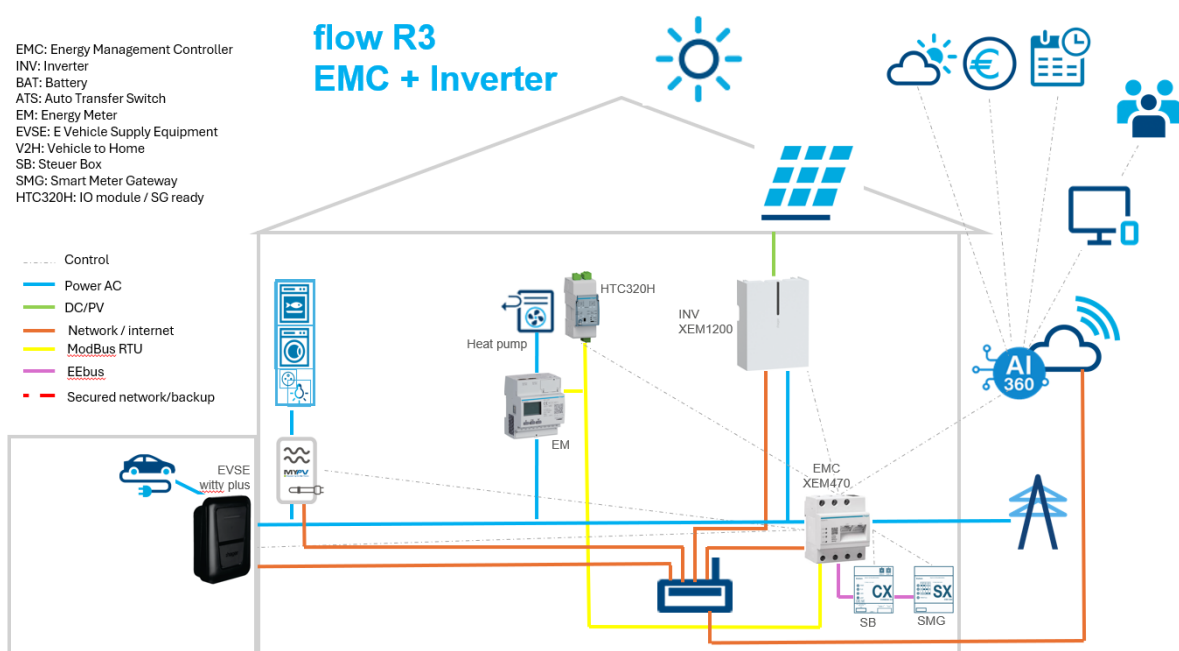 flow R3
EMC + Inverter
EMC: Energy Management Controller
INV: Inverter
BAT: Battery
ATS: Auto Transfer Switch
EM: Energy Meter
EVSE: E Vehicle Supply Equipment
V2H: Vehicle to Home
SB: Steuer Box
SMG: Smart Meter Gateway
HTC320H: IO module / SG ready
Control
Power AC
DC/PV
Network / internet
ModBus RTU
EEbus
Secured network/backup
HTC320H
Heat pump
EM
INV
XEM1200
AI
360
EVSE
witty plus
MYPV
EMC
XEM470
CX
SX
SB
SMG